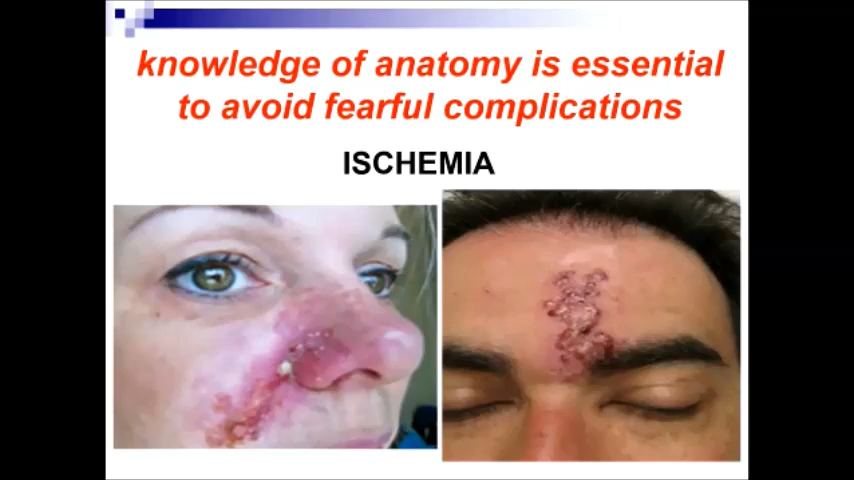 knowledge of anatomy is essential
to avoid fearful complications
ISCHEMIA